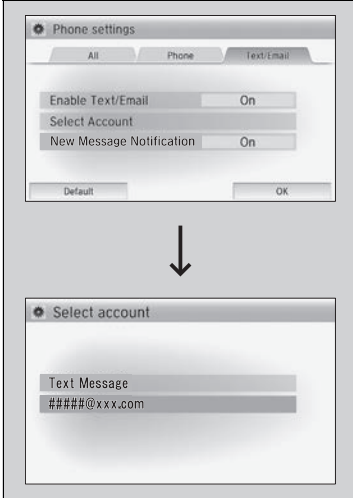 Phone settings
All Phone Text/Email
Enable Text/Email On
Select Account
New Message Notification On
Default OK
Select account
Text Message
#####@xxx.com